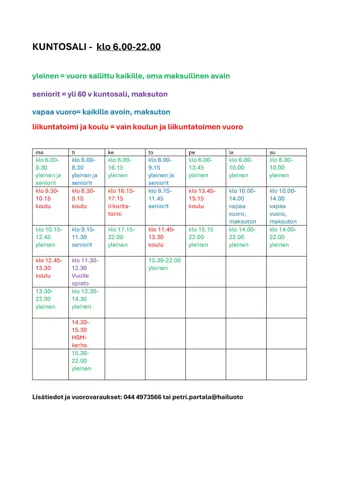 KUNTOSALI - klo 6.00-22.00
yleinen = vuoro sallittu kaikille, oma maksullinen avain
seniorit = yli 60 v kuntosali, maksuton
vapaa vuoro= kaikille avoin, maksuton
liikuntatoimi ja koulu = vain koulun ja liikuntatoimen vuoro
ma ti ke to pe la su
klo 6.00-9.30 yleinen ja seniorit
klo 6.00-8.30 yleinen ja seniorit
klo 6.00-16.15 yleinen
klo 6.00-9.15 yleinen ja seniorit
klo 6.00-13.45 yleinen
klo 6.00-10.00 yleinen
klo 6.00-10.00 yleinen
klo 9.30-10.15 koulu
klo 8.30-9.15 koulu
klo 16.15-17.15 liikunta-toimi
klo 9.15-11.45 seniorit
klo 13.45-15.15 koulu
klo 10.00-14.00 vapaa vuoro, maksuton
klo 10.00-14.00 vapaa vuoro, maksuton
klo 10.15-12.45 yleinen
klo 9.15-11.30 seniorit
klo 17.15-22.00 yleinen
klo 11.45-13.30 koulu
klo 15.15 22.00 yleinen
klo 14.00-22.00 yleinen
klo 14.00-22.00 yleinen
klo 12.45-13.30 koulu
klo 11.30-12.30 Vuolle opisto
13.30-22.00 yleinen
13.30-22.00 yleinen
klo 12.30-14.30 yleinen
14.30-15.30 HSM-kerho
15.30-22.00 yleinen
Lisätiedot ja vuorovaraukset: 044 4973566 tai petri.partala@hailuoto